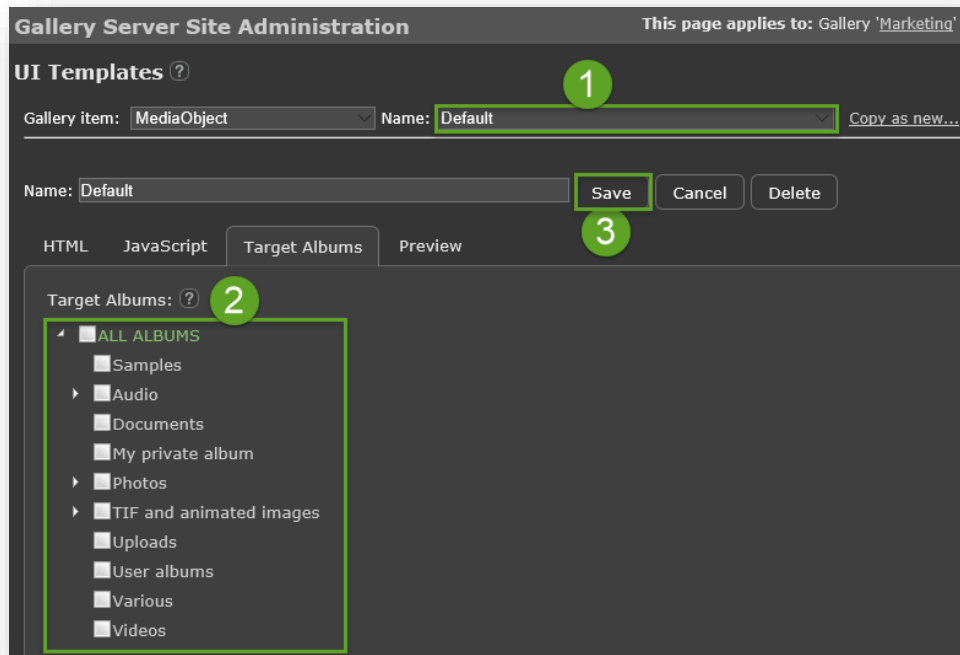 Gallery Server Site Administration This page applies to: Gallery 'Marketing'
UI Templates ?
1
Gallery item: MediaObject Name: Default Copy as new...
Name: Default Save Cancel Delete
3
HTML JavaScript Target Albums Preview
Target Albums: ? 2
ALL ALBUMS
Samples
Audio
Documents
My private album
Photos
TIF and animated images
Uploads
User albums
Various
Videos